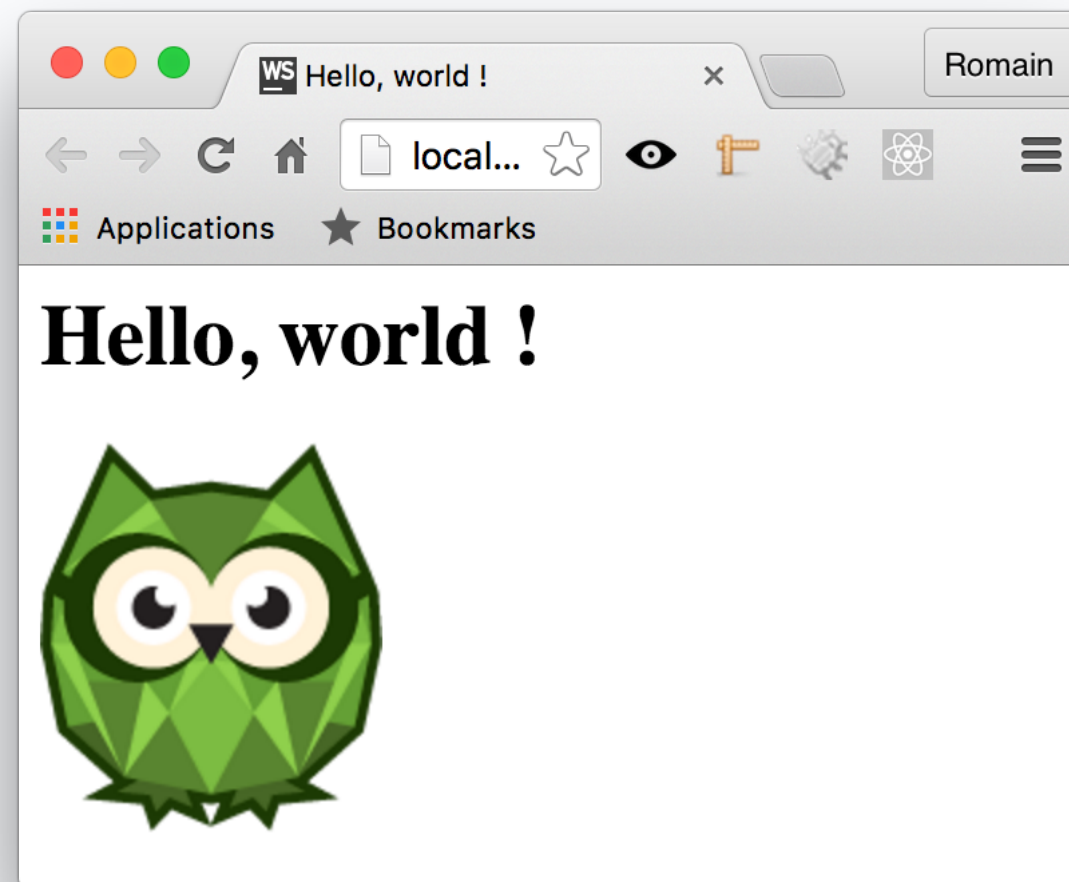 WS Hello, world !
Romain
local...
Applications
Bookmarks
Hello, world !